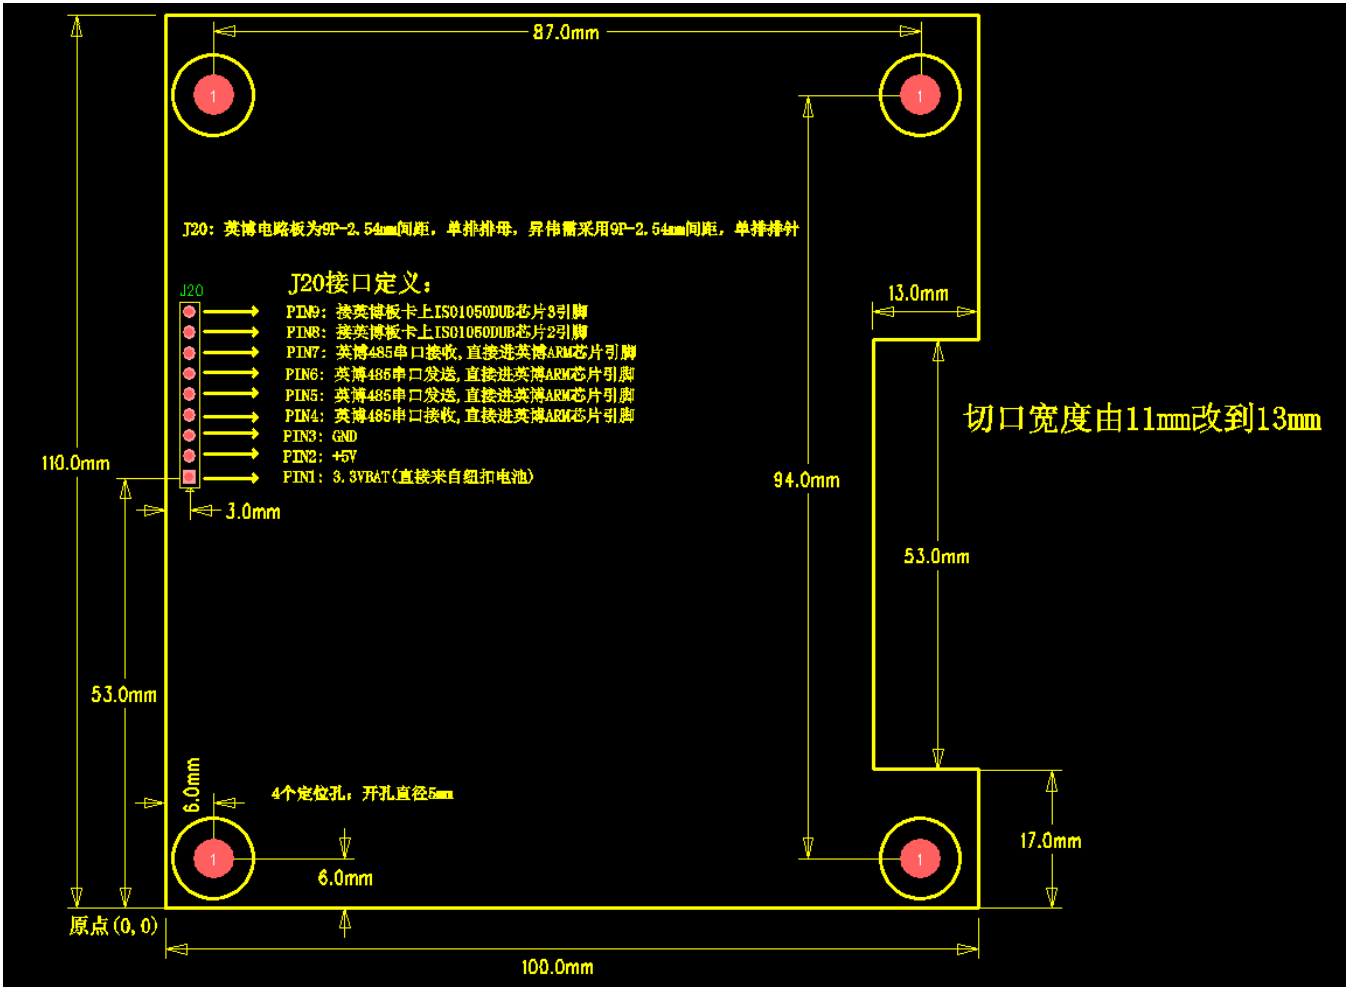 87.0mm
1
1
J20: 英博电路板为9P-2.54mm间距，单排排母，昇伟需采用9P-2.54mm间距，单排排针
J20
J20接口定义：
13.0mm
PIN9: 接英博板卡上ISO1050DUB芯片3引脚
PIN8: 接英博板卡上ISO1050DUB芯片2引脚
PIN7: 英博485串口接收,直接进英博ARM芯片引脚
PIN6: 英博485串口发送,直接进英博ARM芯片引脚
PIN5: 英博485串口发送,直接进英博ARM芯片引脚
PIN4: 英博485串口接收,直接进英博ARM芯片引脚
PIN3: GND
PIN2: +5V
PIN1: 3.3VBAT(直接来自纽扣电池)
切口宽度由11mm改到13mm
110.0mm
94.0mm
3.0mm
53.0mm
53.0mm
6.0mm
4个定位孔，开孔直径5mm
17.0mm
1
1
6.0mm
原点(0,0)
100.0mm